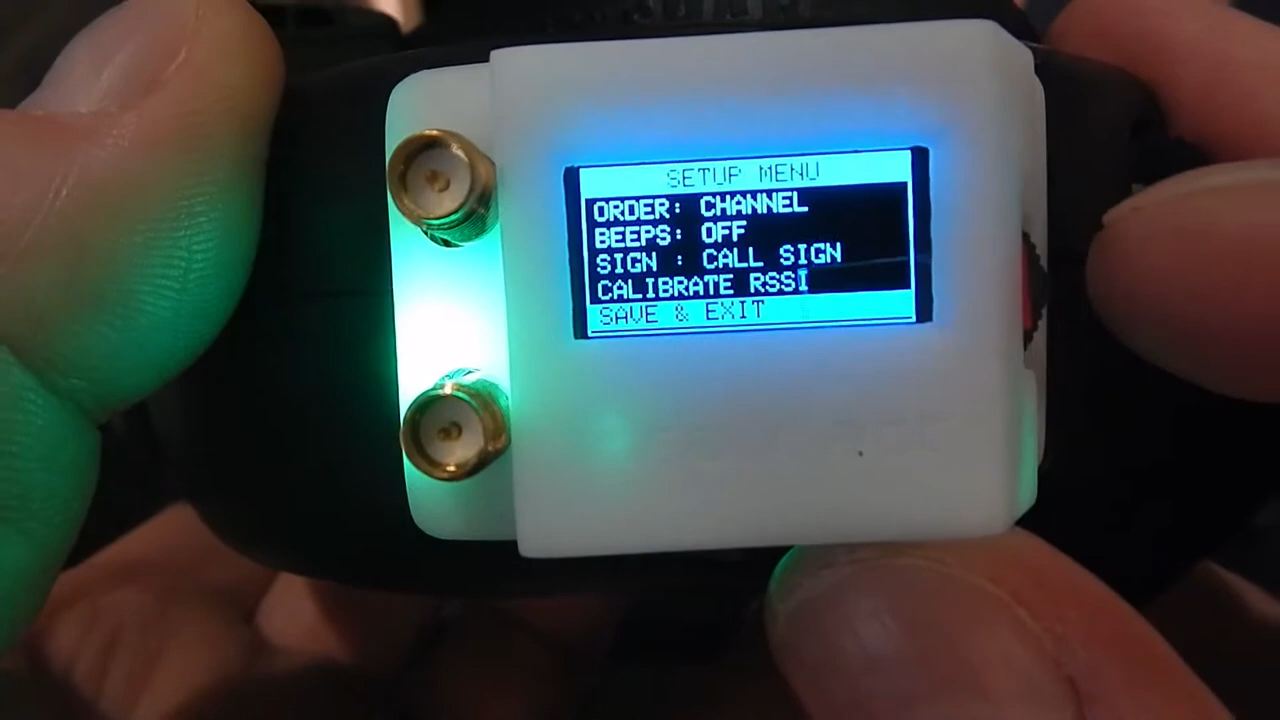 SETUP MENU
ORDER: CHANNEL
BEEPS: OFF
SIGN : CALL SIGN
CALIBRATE RSSI
SAVE & EXIT